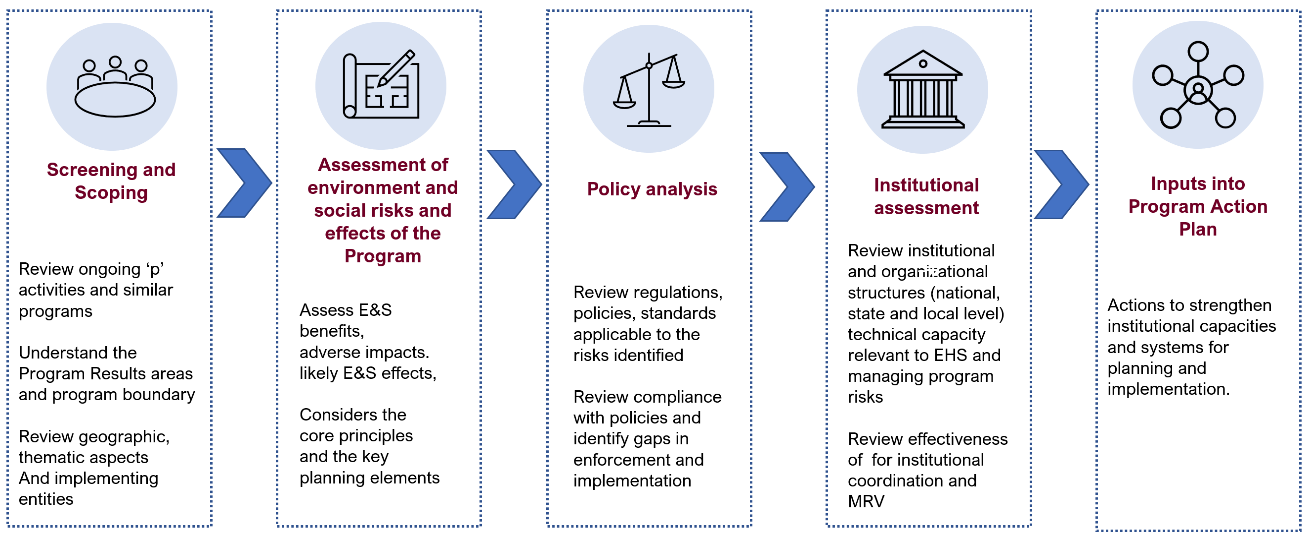 Screening and
Scoping
Review ongoing ‘p’
activities and similar
programs
Understand the
Program Results areas
and program boundary
Review geographic,
thematic aspects
And implementing
entities
Assessment of
environment and
social risks and
effects of the
Program
Assess E&S
benefits,
adverse impacts.
likely E&S effects,
Considers the
core principles
and the key
planning elements
Policy analysis
Review regulations,
policies, standards
applicable to the
risks identified
Review compliance
with policies and
identify gaps in
enforcement and
implementation
Institutional
assessment
Review institutional
and organizational
structures (national,
state and local level)
technical capacity
relevant to EHS and
managing program
risks
Review effectiveness
of for institutional
coordination and
MRV
Inputs into
Program Action
Plan
Actions to strengthen
institutional capacities
and systems for
planning and
implementation.